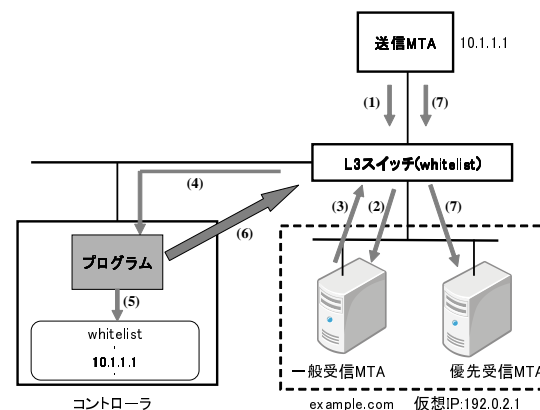 送信MTA
10.1.1.1
(1)
(7)
L3スイッチ(whitelist)
(4)
(3)
(2)
(7)
(6)
プログラム
(5)
whitelist
10.1.1.1
コントローラ
一般受信MTA
優先受信MTA
example.com 仮想IP:192.0.2.1